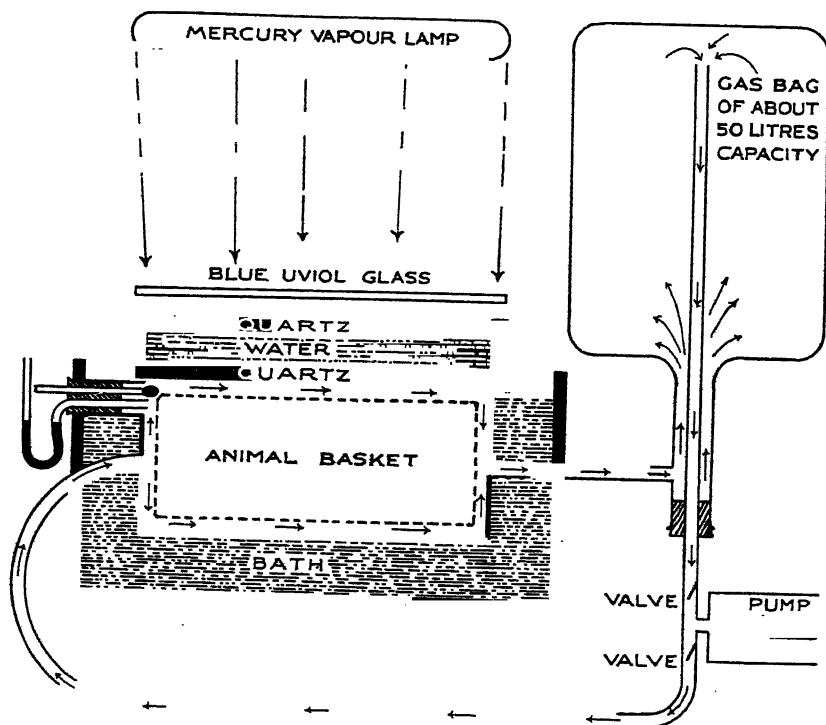 MERCURY VAPOUR LAMP
GAS BAG
OF ABOUT
50 LITRES
CAPACITY
BLUE UVIOL GLASS
QUARTZ
WATER
QUARTZ
ANIMAL BASKET
BATH
VALVE
PUMP
VALVE